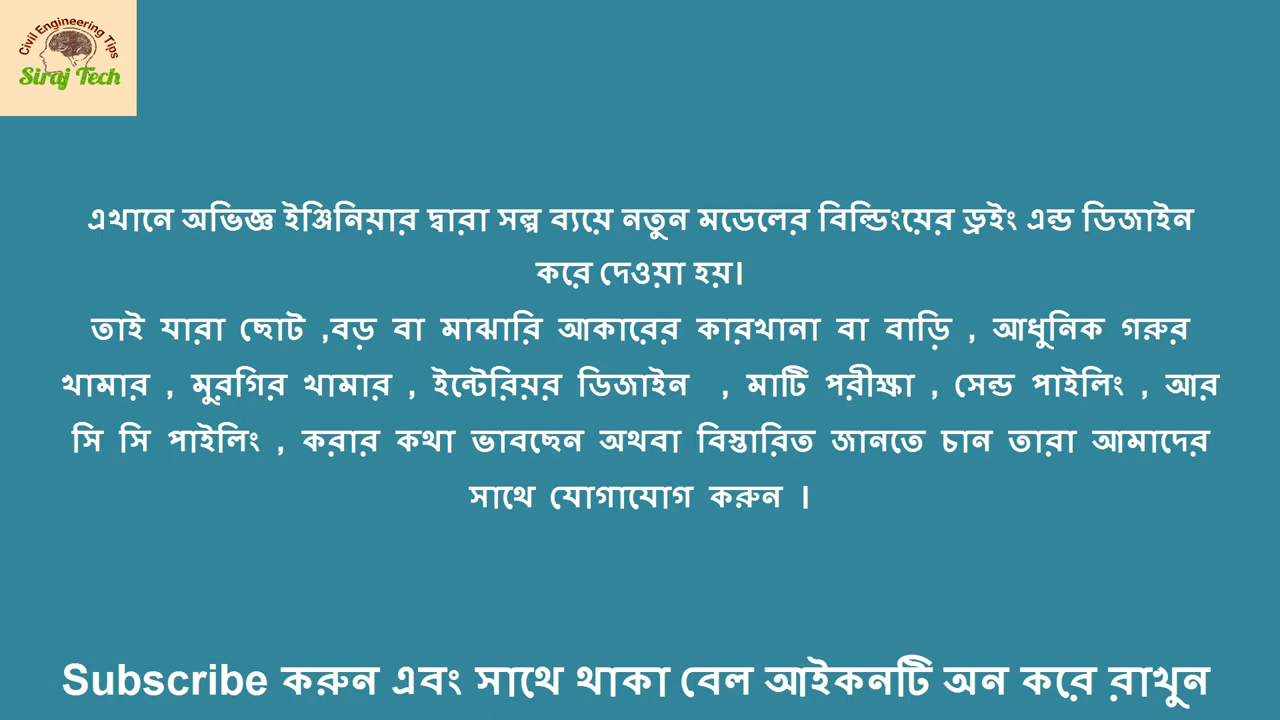 Civil Engineering Tips
Siraj Tech
এখানে অভিজ্ঞ ইঞ্জিনিয়ার দ্বারা সল্প ব্যয়ে নতুন মডেলের বিল্ডিংয়ের ড্রইং এন্ড ডিজাইন
করে দেওয়া হয়।
তাই যারা ছোট ,বড় বা মাঝারি আকারের কারখানা বা বাড়ি , আধুনিক গরুর
খামার , মুরগির খামার , ইন্টেরিয়র ডিজাইন , মাটি পরীক্ষা , সেন্ড পাইলিং , আর
সি সি পাইলিং , করার কথা ভাবছেন অথবা বিস্তারিত জানতে চান তারা আমাদের
সাথে যোগাযোগ করুন ।
Subscribe করুন এবং সাথে থাকা বেল আইকনটি অন করে রাখুন